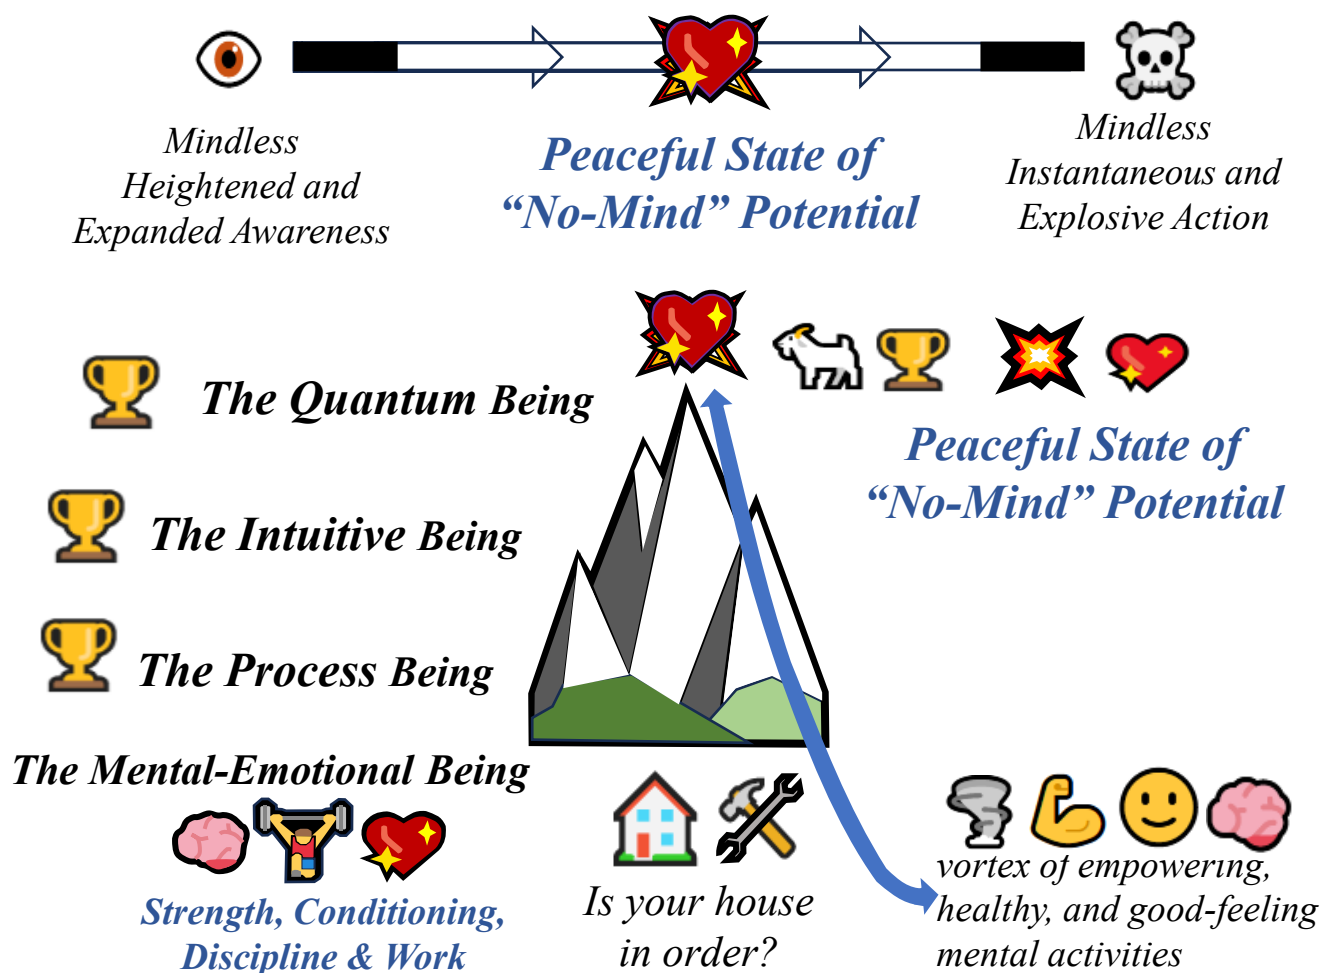 Mindless
Heightened and
Expanded Awareness
Peaceful State of
“No-Mind” Potential
Mindless
Instantaneous and
Explosive Action
The Quantum Being
Peaceful State of
“No-Mind” Potential
The Intuitive Being
The Process Being
The Mental-Emotional Being
Strength, Conditioning,
Discipline & Work
Is your house
in order?
vortex of empowering,
healthy, and good-feeling
mental activities